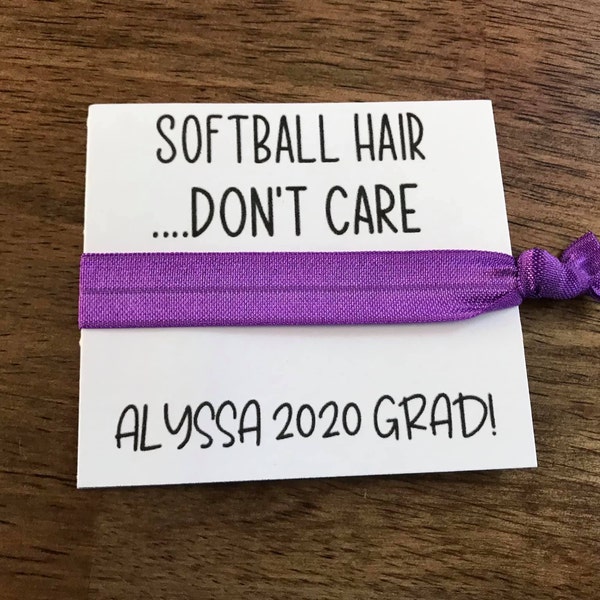 SOFTBALL HAIR
....DON'T CARE
ALYSSA 2020 GRAD!